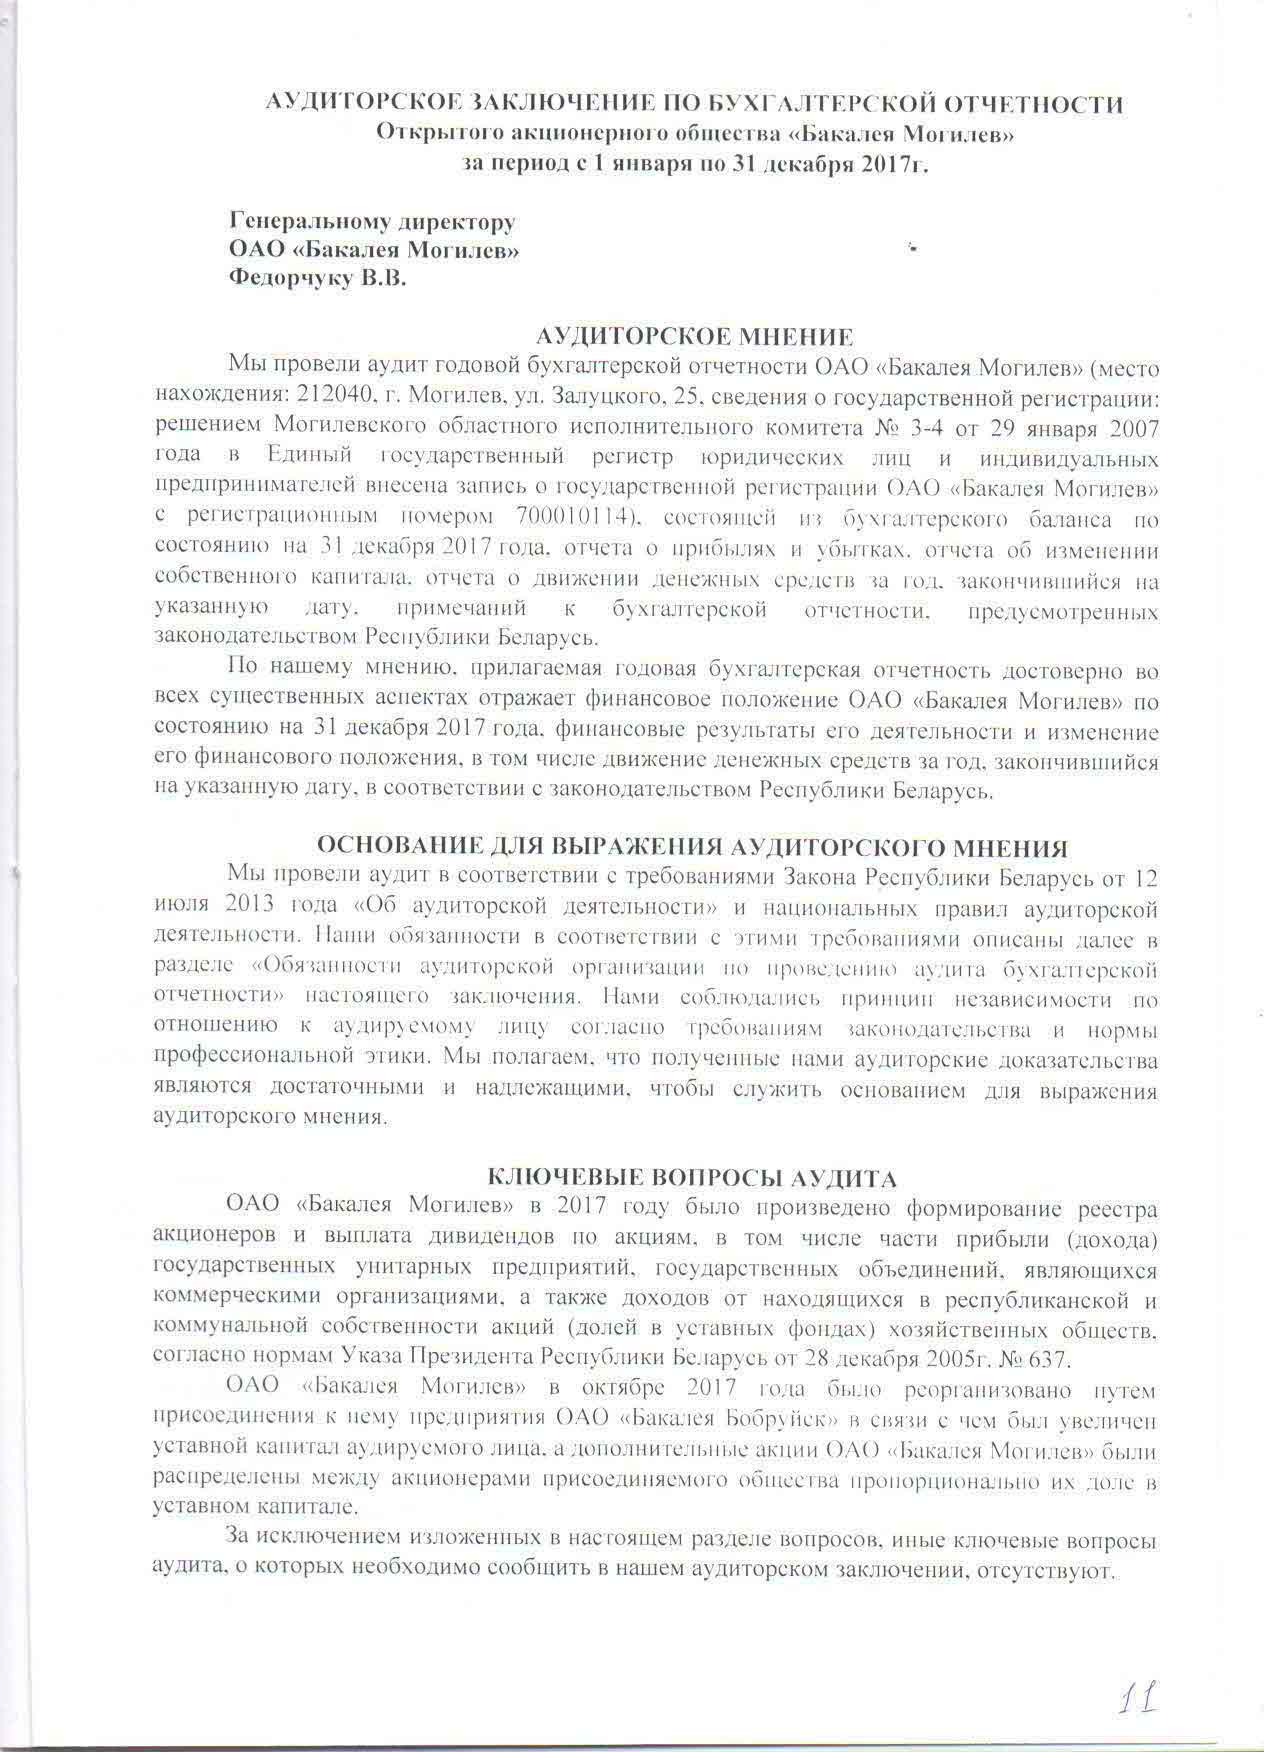 АУДИТОРСКОЕ ЗАКЛЮЧЕНИЕ ПО БУХГАЛТЕРСКОЙ ОТЧЕТНОСТИ
Открытого акционерного общества «Бакалея Могилев»
за период с 1 января по 31 декабря 2017г.
Генеральному директору
ОАО «Бакалея Могилев»
Федорчуку В.В.
АУДИТОРСКОЕ МНЕНИЕ
Мы провели аудит годовой бухгалтерской отчетности ОАО «Бакалея Могилев» (место
нахождения: 212040, г. Могилев, ул. Залуцкого, 25, сведения о государственной регистрации:
решением Могилевского областного исполнительного комитета № 3-4 от 29 января 2007
года в Единый государственный регистр юридических лиц и индивидуальных
предпринимателей внесена запись о государственной регистрации ОАО «Бакалея Могилев»
с регистрационным номером 700010114), состоящей из бухгалтерского баланса по
состоянию на 31 декабря 2017 года, отчета о прибылях и убытках, отчета об изменении
собственного капитала, отчета о движении денежных средств за год, закончившийся на
указанную дату, примечаний к бухгалтерской отчетности, предусмотренных
законодательством Республики Беларусь.
По нашему мнению, прилагаемая годовая бухгалтерская отчетность достоверно во
всех существенных аспектах отражает финансовое положение ОАО «Бакалея Могилев» по
состоянию на 31 декабря 2017 года, финансовые результаты его деятельности и изменение
его финансового положения, в том числе движение денежных средств за год, закончившийся
на указанную дату, в соответствии с законодательством Республики Беларусь.
ОСНОВАНИЕ ДЛЯ ВЫРАЖЕНИЯ АУДИТОРСКОГО МНЕНИЯ
Мы провели аудит в соответствии с требованиями Закона Республики Беларусь от 12
июля 2013 года «Об аудиторской деятельности» и национальных правил аудиторской
деятельности. Наши обязанности в соответствии с этими требованиями описаны далее в
разделе «Обязанности аудиторской организации по проведению аудита бухгалтерской
отчетности» настоящего заключения. Нами соблюдались принцип независимости по
отношению к аудируемому лицу согласно требованиям законодательства и нормы
профессиональной этики. Мы полагаем, что полученные нами аудиторские доказательства
являются достаточными и надлежащими, чтобы служить основанием для выражения
аудиторского мнения.
КЛЮЧЕВЫЕ ВОПРОСЫ АУДИТА
ОАО «Бакалея Могилев» в 2017 году было произведено формирование реестра
акционеров и выплата дивидендов по акциям, в том числе части прибыли (дохода)
государственных унитарных предприятий, государственных объединений, являющихся
коммерческими организациями, а также доходов от находящихся в республиканской и
коммунальной собственности акций (долей в уставных фондах) хозяйственных обществ,
согласно нормам Указа Президента Республики Беларусь от 28 декабря 2005г. № 637.
ОАО «Бакалея Могилев» в октябре 2017 года было реорганизовано путем
присоединения к нему предприятия ОАО «Бакалея Бобруйск» в связи с чем был увеличен
уставной капитал аудируемого лица, а дополнительные акции ОАО «Бакалея Могилев» были
распределены между акционерами присоединяемого общества пропорционально их доле в
уставном капитале.
За исключением изложенных в настоящем разделе вопросов, иные ключевые вопросы
аудита, о которых необходимо сообщить в нашем аудиторском заключении, отсутствуют.
11